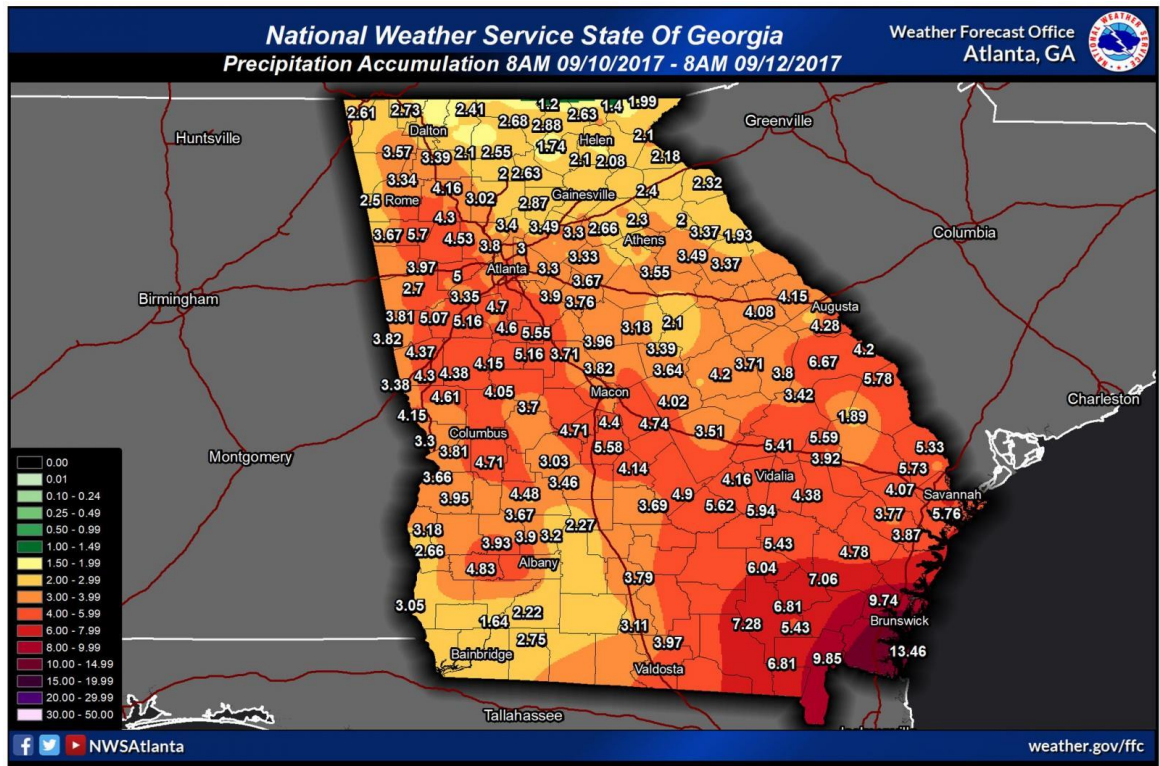 National Weather Service State Of Georgia
Precipitation Accumulation 8AM 09/10/2017 - 8AM 09/12/2017
Weather Forecast Office
Atlanta, GA
NATIONAL WEATHER SERVICE
2.61 2.73 2.41 1.2 1.4 1.99
2.68 2.88 2.63
Huntsville Dalton Helen 2.1 Greenville
3.57 3.39 2.1 2.55 1.74 2.1 2.08 2.18
3.34 4.16 2 2.63
2.5 Rome 3.02 2.87 Gainesville 2.4 2.32
4.3 3.4 3.49 3.3 2.66 2.3 2
3.67 5.7 4.53 3.8 3 Athens 3.37 1.93 Columbia
3.97 5 Atlanta 3.3 3.33 3.55 3.49 3.37
2.7 3.35 3.67
Birmingham 4.7 3.9 3.76 4.15
3.81 5.07 5.16 4.08 Augusta
3.82 4.6 5.55 3.96 3.18 2.1 4.28
4.37 4.15 5.16 3.71 3.39 4.2
3.38 4.3 4.38 3.82 3.64 4.2 3.71 3.8 6.67 5.78
4.61 4.05 Macon 3.42 Charleston
4.15 3.7 4.02 1.89
3.3 Columbus 4.71 4.4 4.74 3.51
Montgomery 3.81 5.58 5.41 5.59 5.33
4.71 3.03 4.14 3.92 5.73
3.66 3.46 4.16 Vidalia 4.07
3.95 4.48 4.9 4.38 Savannah
3.67 3.69 5.62 5.94 3.77 5.76
3.18 3.9 3.2 2.27 3.87
2.66 3.93 5.43 4.78
4.83 Albany 3.79 6.04 7.06
3.05 2.22 6.81 9.74
1.64 3.11 7.28 5.43 Brunswick
2.75 3.97 13.46
Bainbridge Valdosta 6.81 9.85
Tallahassee
0.00
0.01
0.10 - 0.24
0.25 - 0.49
0.50 - 0.99
1.00 - 1.49
1.50 - 1.99
2.00 - 2.99
3.00 - 3.99
4.00 - 5.99
6.00 - 7.99
8.00 - 9.99
10.00 - 14.99
15.00 - 19.99
20.00 - 29.99
30.00 - 50.00
NWSAtlanta
weather.gov/ffc